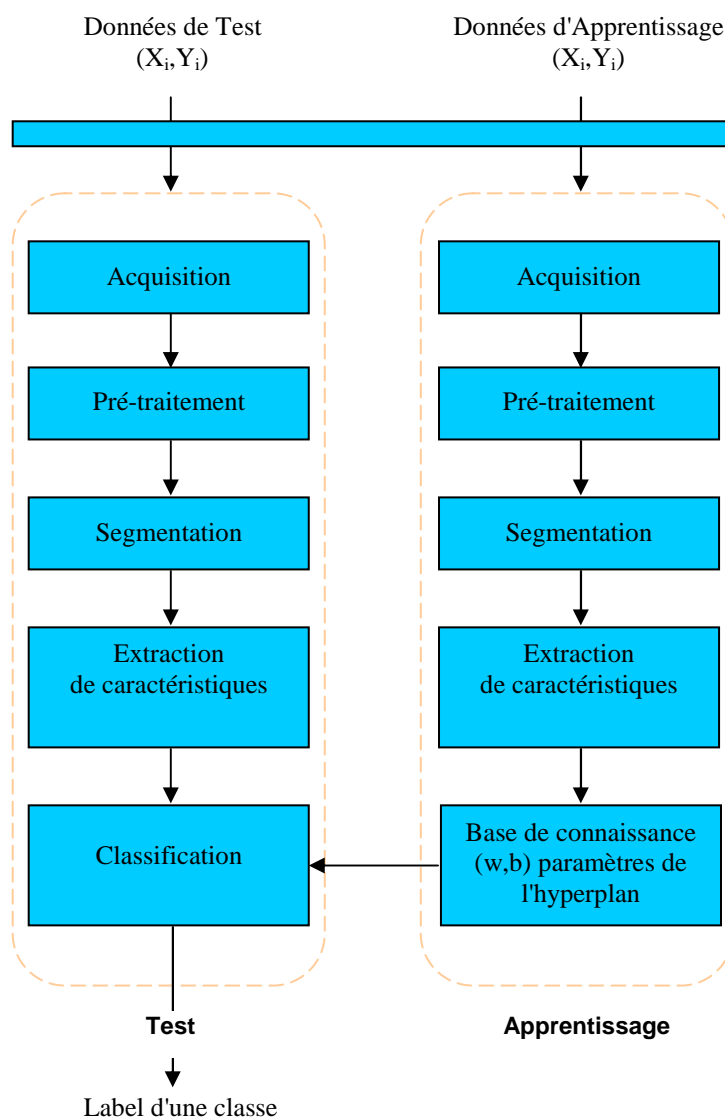 Données de Test
(Xi,Yi)
Données d'Apprentissage
(Xi,Yi)
Acquisition
Pré-traitement
Segmentation
Extraction
de caractéristiques
Classification
Acquisition
Pré-traitement
Segmentation
Extraction
de caractéristiques
Base de connaissance
(w,b) paramètres de
l'hyperplan
Test
Apprentissage
Label d'une classe